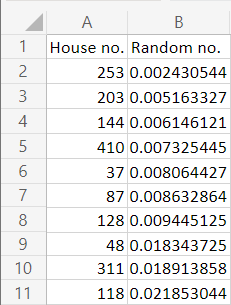 A B
1 House no. Random no.
2 253 0.002430544
3 203 0.005163327
4 144 0.006146121
5 410 0.007325445
6 37 0.008064427
7 87 0.008632864
8 128 0.009445125
9 48 0.018343725
10 311 0.018913858
11 118 0.021853044